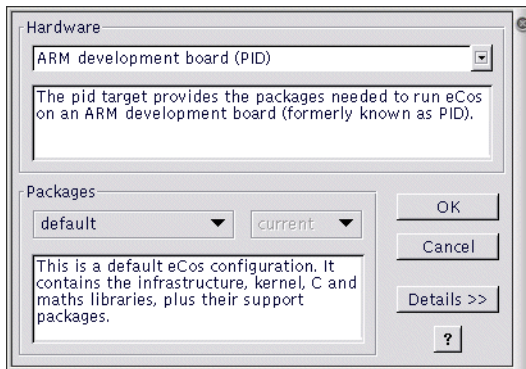 Hardware
ARM development board (PID)
The pid target provides the packages needed to run eCos
on an ARM development board (formerly known as PID).
Packages
default
current
This is a default eCos configuration. It
contains the infrastructure, kernel, C and
maths libraries, plus their support
packages.
OK
Cancel
Details >>
?